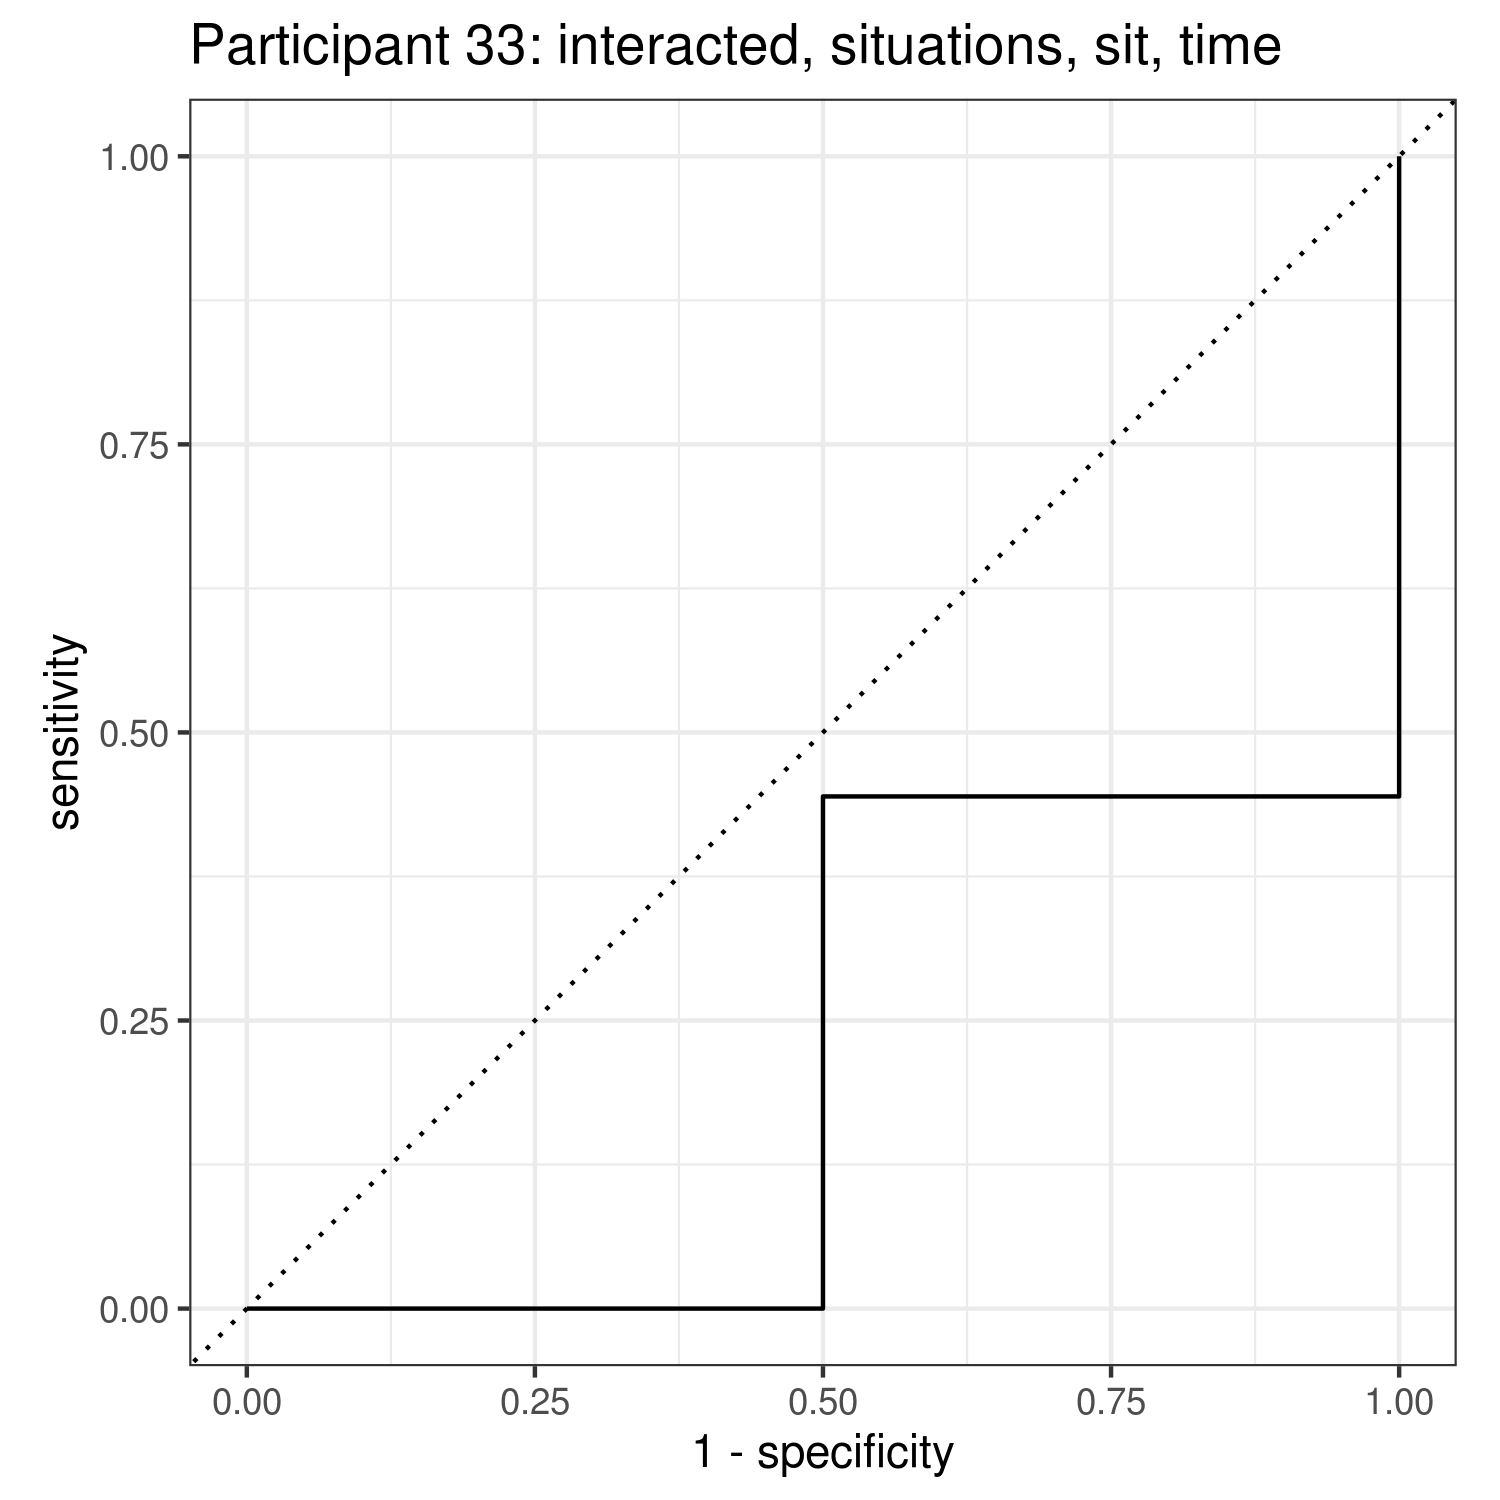 Participant 33: interacted, situations, sit, time
1.00
0.75
0.50
0.25
0.00
sensitivity
0.00 0.25 0.50 0.75 1.00
1 - specificity